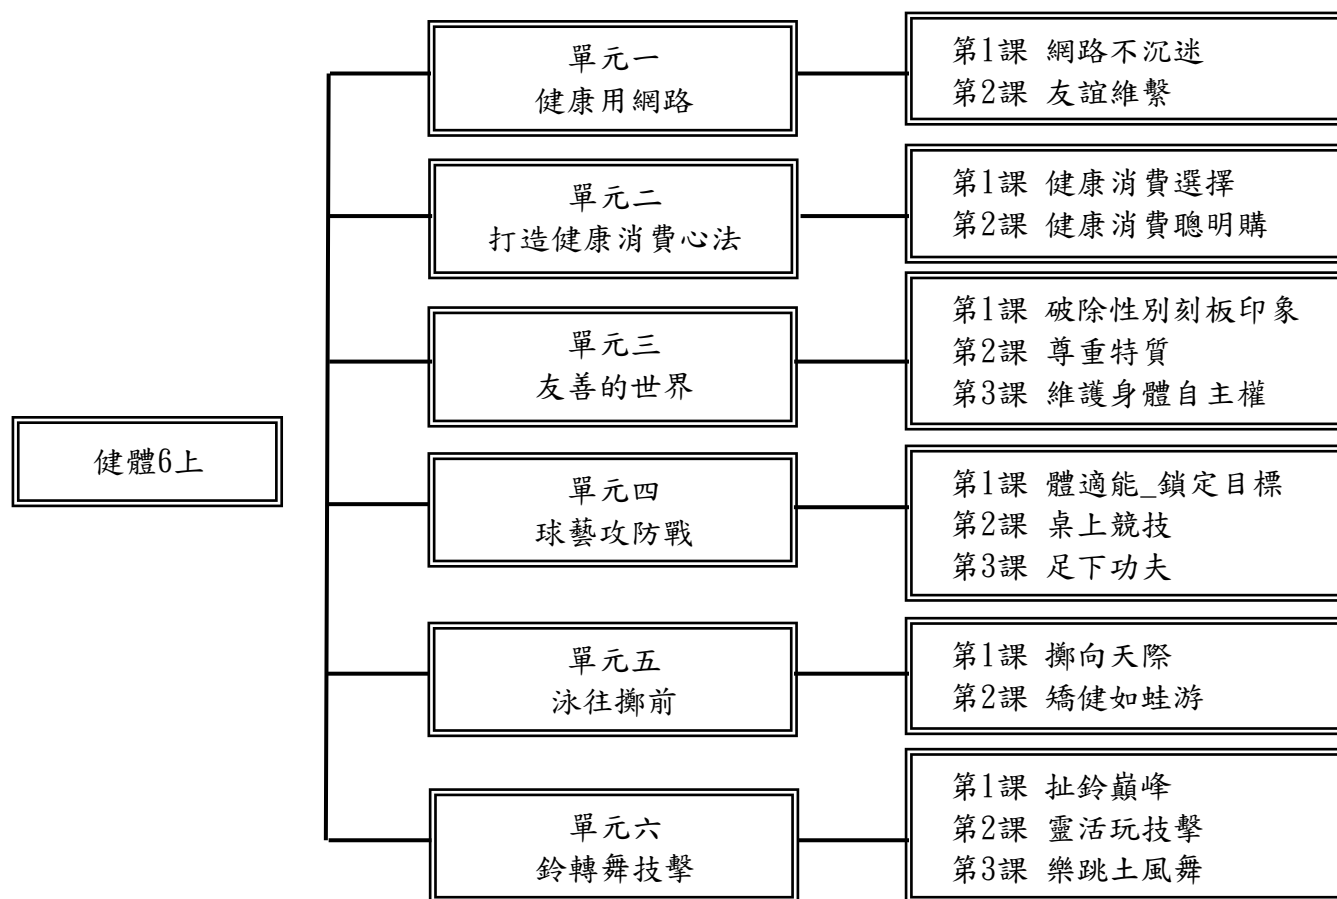 健體6上
單元一
健康用網路
第1課 網路不沉迷
第2課 友誼維繫
單元二
打造健康消費心法
第1課 健康消費選擇
第2課 健康消費聰明購
單元三
友善的世界
第1課 破除性別刻板印象
第2課 尊重特質
第3課 維護身體自主權
單元四
球藝攻防戰
第1課 體適能_鎖定目標
第2課 桌上競技
第3課 足下功夫
單元五
泳往擲前
第1課 擲向天際
第2課 矯健如蛙游
單元六
鈴轉舞技擊
第1課 扯鈴巔峰
第2課 靈活玩技擊
第3課 樂跳土風舞